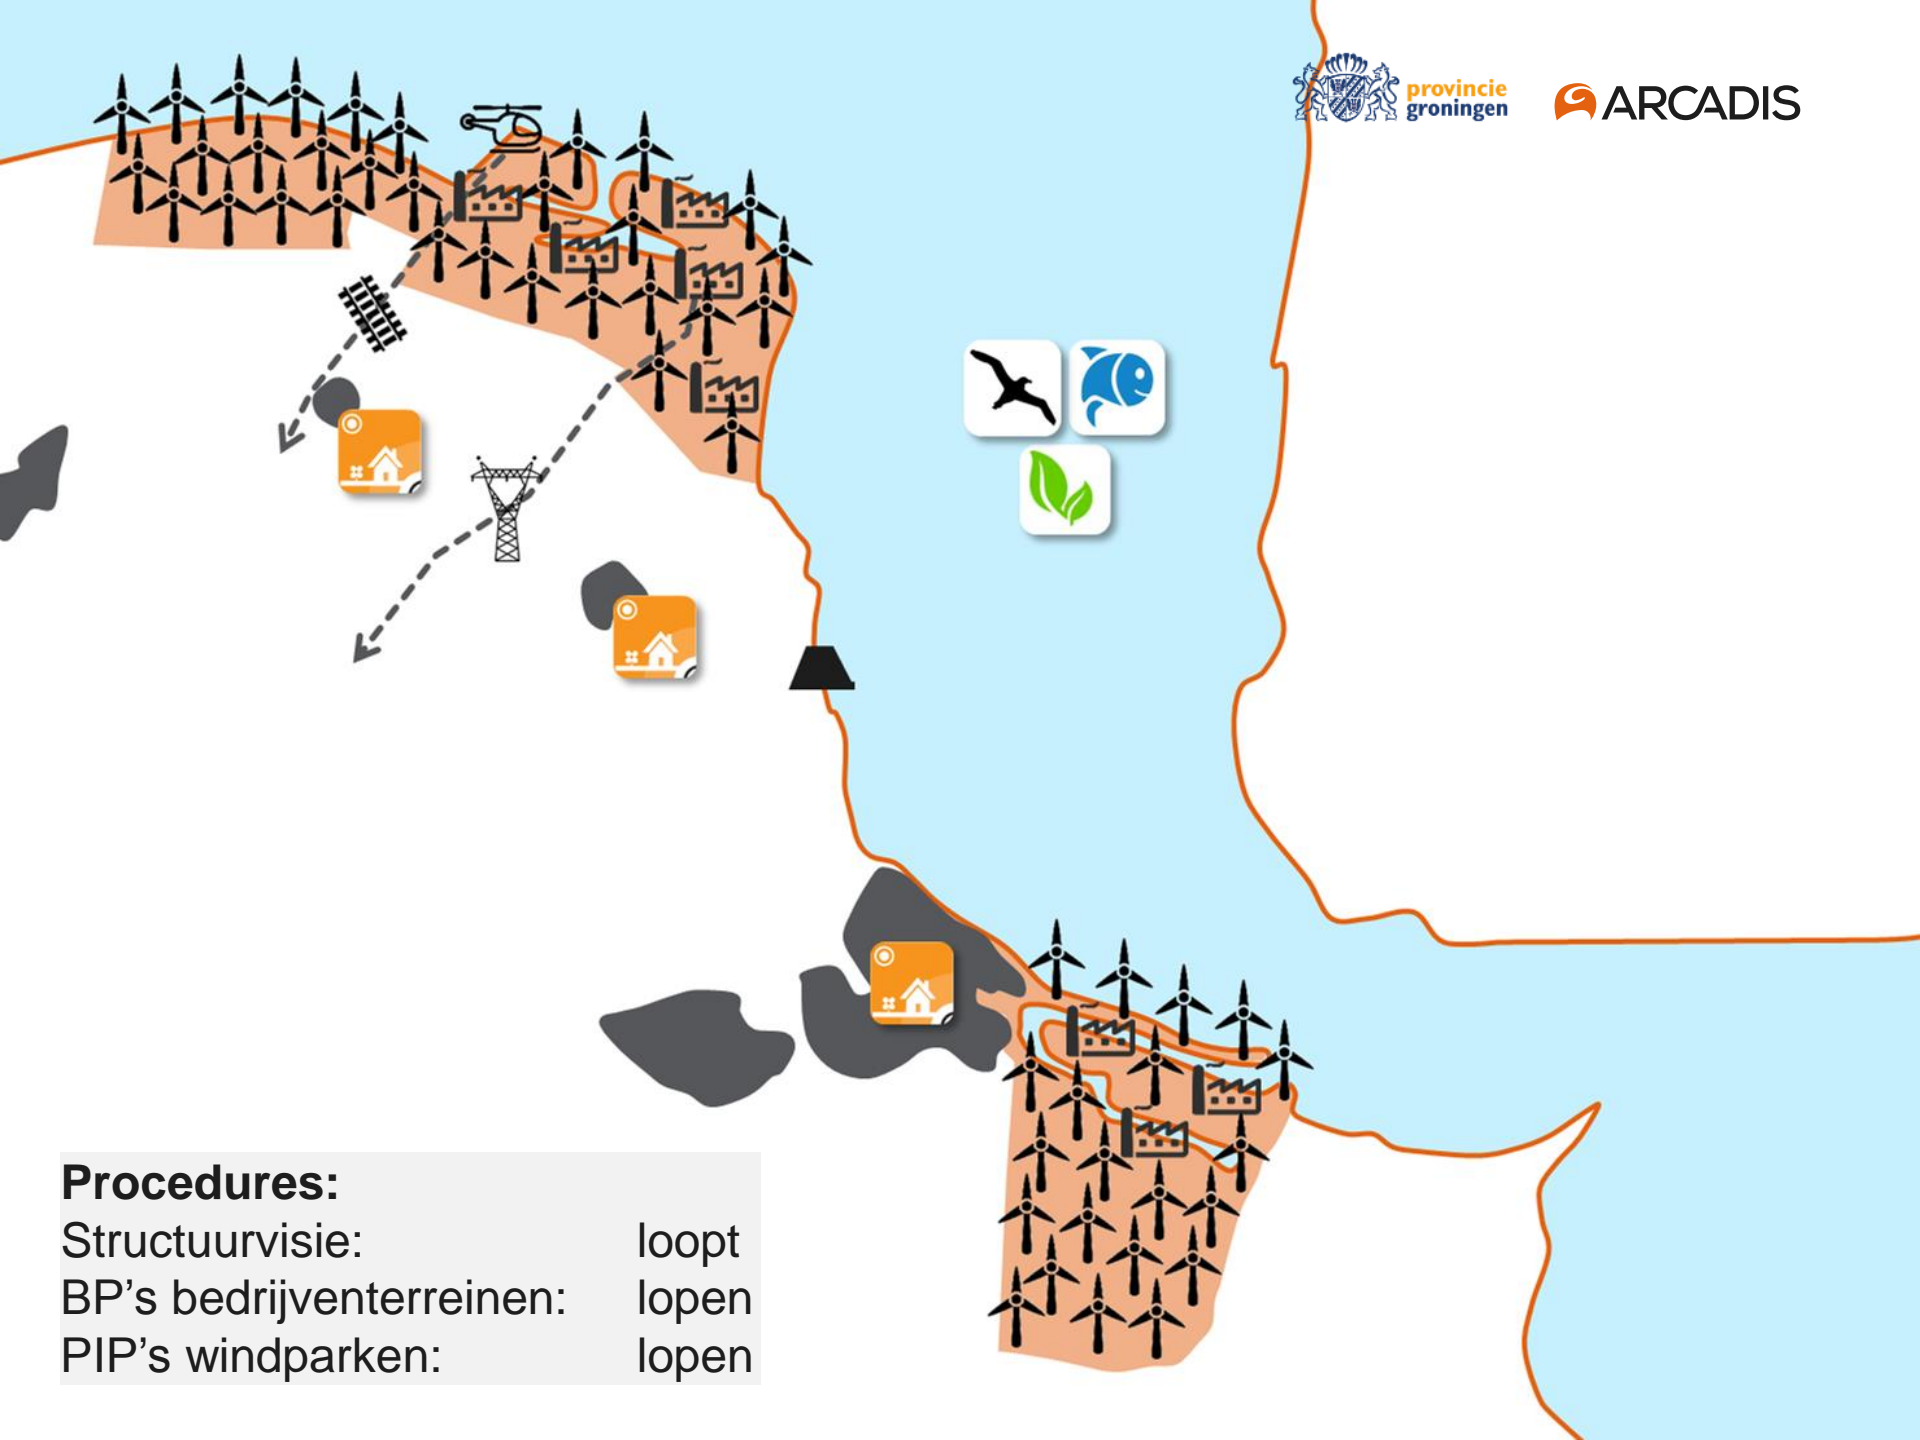 provincie
groningen
ARCADIS
Procedures:
Structuurvisie: loopt
BP’s bedrijventerreinen: lopen
PIP’s windparken: lopen